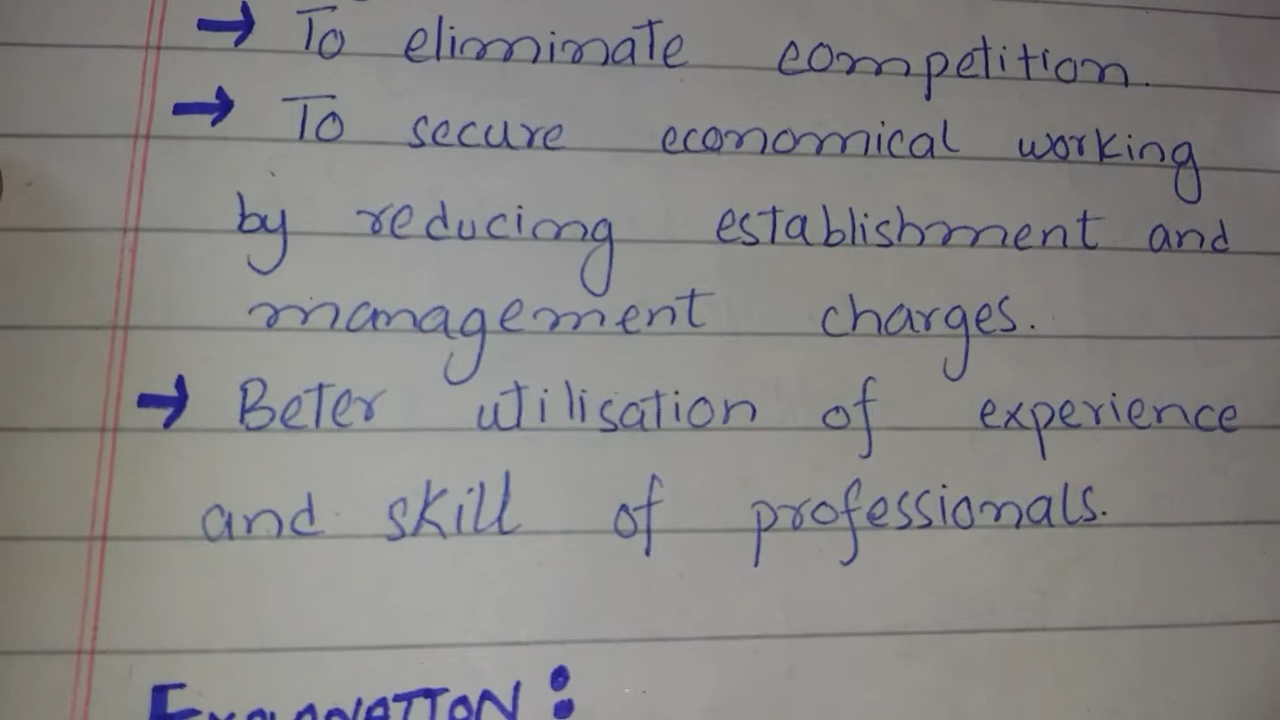 → To eliminate competition.
→ To secure economical working
by reducing establishment and
management charges.
→ Beter utilisation of experience
and skill of professionals.
EXPLANATION: